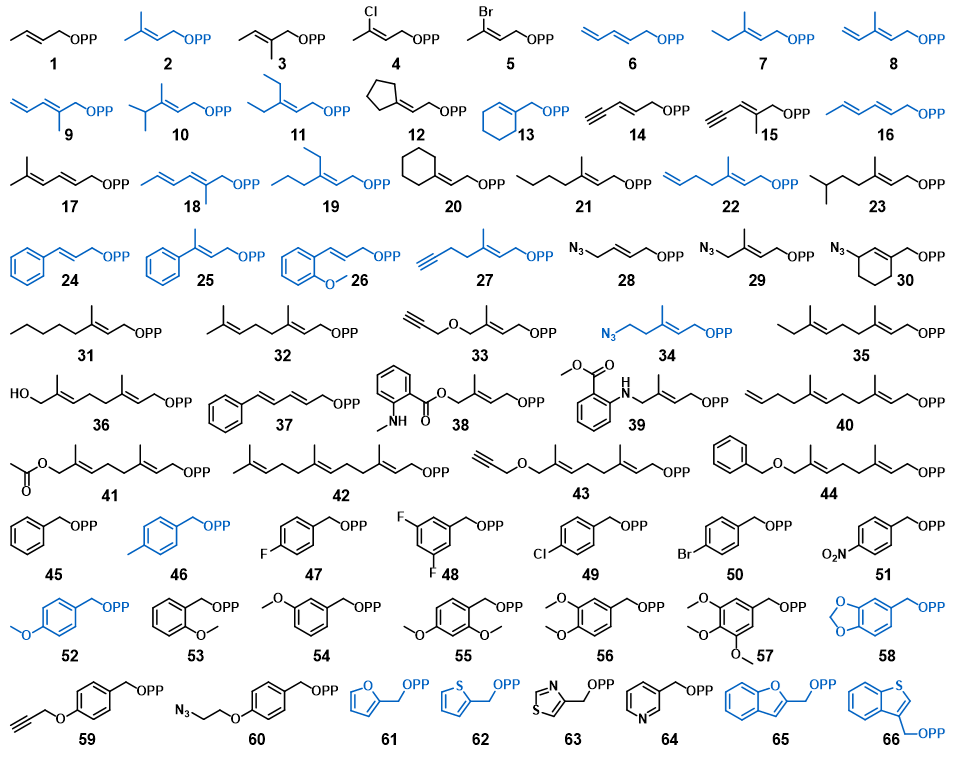 Cl Br
OPP OPP OPP OPP OPP OPP OPP OPP
1 2 3 4 5 6 7 8
OPP OPP OPP OPP OPP OPP OPP OPP
9 10 11 12 13 14 15 16
OPP OPP OPP OPP OPP OPP OPP
17 18 19 20 21 22 23
N3 N3 N3
OPP OPP OPP OPP OPP OPP OPP
O
24 25 26 27 28 29 30
O
OPP OPP OPP N3 OPP OPP
31 32 33 34 35
O O
HO OPP OPP O OPP H N OPP OPP
NH O
36 37 38 39 40
O OPP OPP O OPP O OPP
O
41 42 43 44
OPP OPP OPP F OPP OPP OPP OPP
F F Cl Br O2N
45 46 47 48 49 50 51
OPP OPP O OPP OPP O OPP O OPP O OPP
O O O O O O O
O
52 53 54 55 56 57 58
OPP OPP O OPP S OPP N OPP OPP O OPP S
O N3 O S N OPP
59 60 61 62 63 64 65 66